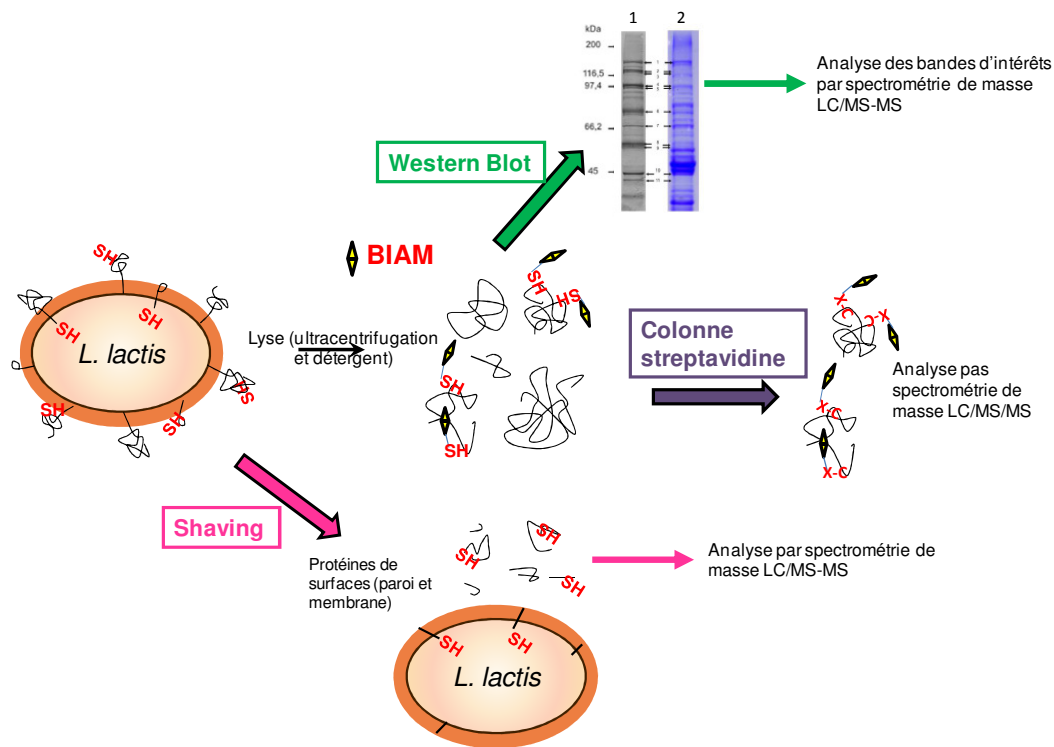 1 2
kDa
200
116,5
97,4
66,2
45
Analyse des bandes d'intérêts
par spectrométrie de masse
LC/MS-MS
Western Blot
BIAM
SH
SH
SH
SH
SH
SH
L. lactis
Lyse (ultracentrifugation
et détergent)
SH
SH
SH
SH
Colonne
streptavidine
X-C
X-C
X-C
X-C
Analyse pas
spectrométrie de
masse LC/MS/MS
Shaving
Protéines de
surfaces (paroi et
membrane)
SH
SH
SH
Analyse par spectrométrie de
masse LC/MS-MS
SH
SH
L. lactis